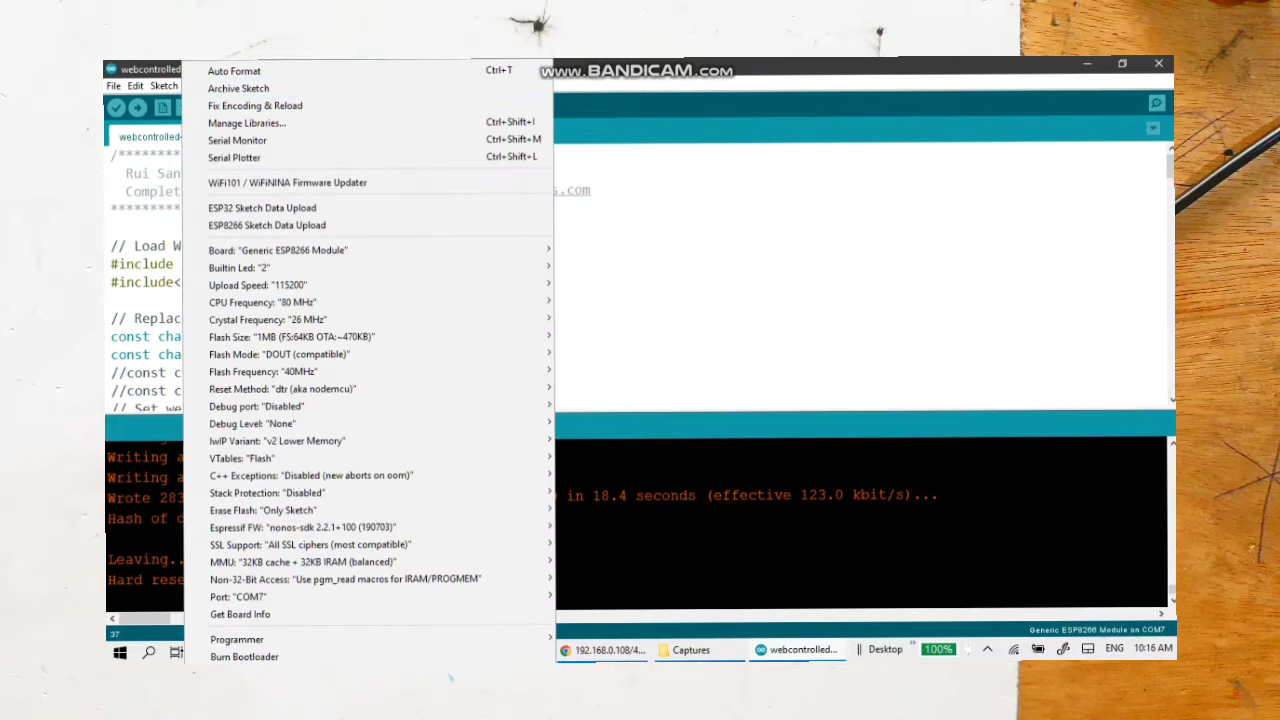 www.BANDICAM.com
webcontrolled
File Edit Sketch
webcontrolled-
Auto Format Ctrl+T
Archive Sketch
Fix Encoding & Reload
Manage Libraries... Ctrl+Shift+I
Serial Monitor Ctrl+Shift+M
Serial Plotter Ctrl+Shift+L
WiFi101 / WiFiNINA Firmware Updater
ESP32 Sketch Data Upload
ESP8266 Sketch Data Upload
Board: "Generic ESP8266 Module"
Builtin Led: "2"
Upload Speed: "115200"
CPU Frequency: "80 MHz"
Crystal Frequency: "26 MHz"
Flash Size: "1MB (FS:64KB OTA:~470KB)"
Flash Mode: "DOUT (compatible)"
Flash Frequency: "40MHz"
Reset Method: "dtr (aka nodemcu)"
Debug port: "Disabled"
Debug Level: "None"
lwIP Variant: "v2 Lower Memory"
VTables: "Flash"
C++ Exceptions: "Disabled (new aborts on oom)"
Stack Protection: "Disabled"
Erase Flash: "Only Sketch"
Espressif FW: "nonos-sdk 2.2.1+100 (190703)"
SSL Support: "All SSL ciphers (most compatible)"
MMU: "32KB cache + 32KB IRAM (balanced)"
Non-32-Bit Access: "Use pgm_read macros for IRAM/PROGMEM"
Port: "COM7"
Get Board Info
Programmer
Burn Bootloader
/********
Rui San
Complet s.com
********
// Load W
#include
#include<
// Replac
const cha
const cha
//const c
//const c
// Set we
Writing a
Writing a
Wrote 283 in 18.4 seconds (effective 123.0 kbit/s)...
Hash of d
Leaving..
Hard rese
37 Generic ESP8266 Module on COM7
192.168.0.108/4... Captures webcontrolled... Desktop 100% ENG 10:16 AM